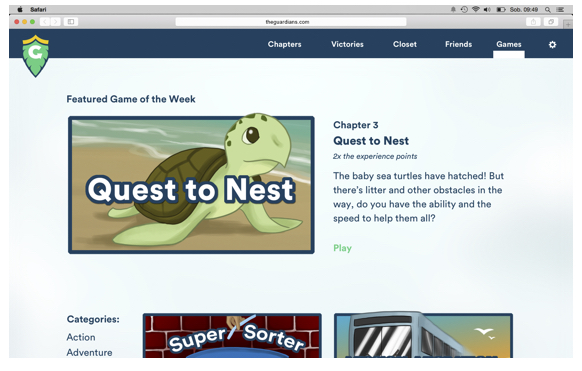 Safari
Sob. 09:49
theguardians.com
G
Chapters Victories Closet Friends Games
Featured Game of the Week
Quest to Nest
Chapter 3
Quest to Nest
2x the experience points
The baby sea turtles have hatched! But
there's litter and other obstacles in the
way, do you have the ability and the
speed to help them all?
Play
Categories:
Action
Adventure
Super Sorter